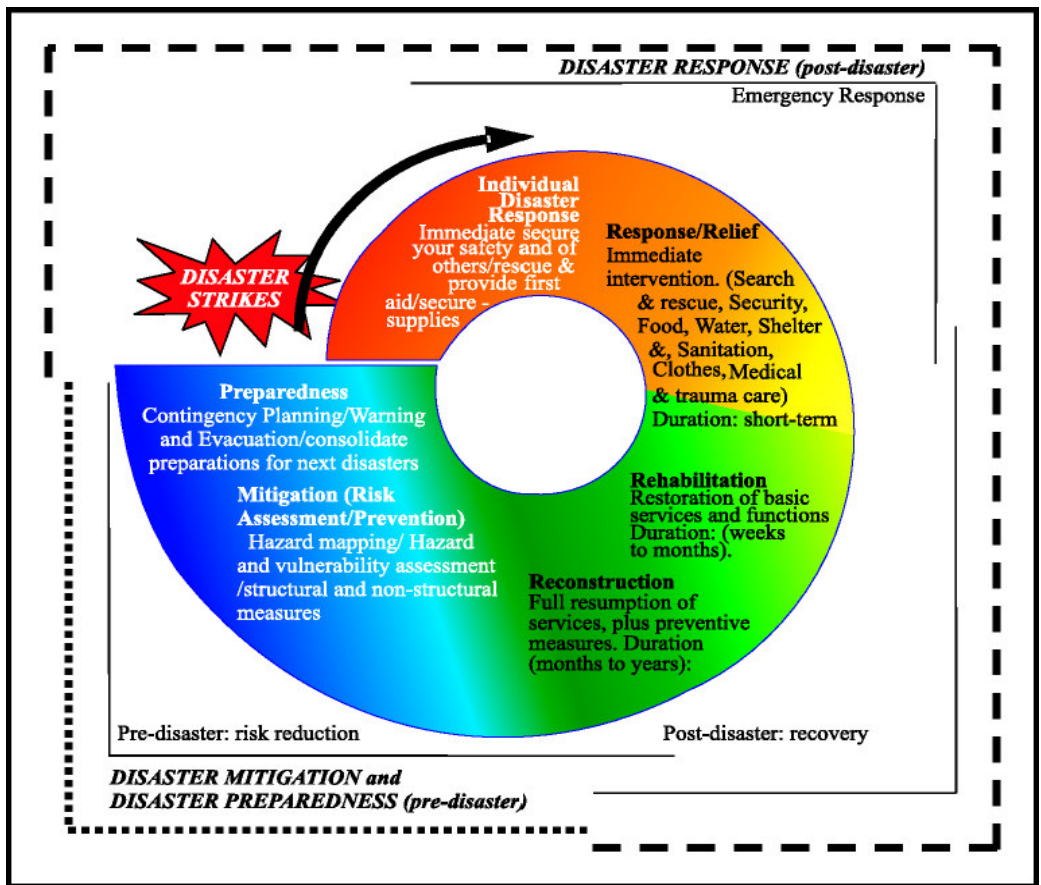 DISASTER RESPONSE (post-disaster)
Emergency Response
Individual
Disaster
Response
Immediate secure
your safety and of
others/rescue &
provide first
aid/secure -
supplies
DISASTER
STRIKES
Response/Relief
Immediate
intervention. (Search
& rescue, Security,
Food, Water, Shelter
&, Sanitation,
Clothes, Medical
& trauma care)
Duration: short-term
Rehabilitation
Restoration of basic
services and functions
Duration: (weeks
to months).
Reconstruction
Full resumption of
services, plus preventive
measures. Duration
(months to years):
Preparedness
Contingency Planning/Warning
and Evacuation/consolidate
preparations for next disasters
Mitigation (Risk
Assessment/Prevention)
Hazard mapping/ Hazard
and vulnerability assessment
/structural and non-structural
measures
Pre-disaster: risk reduction
Post-disaster: recovery
DISASTER MITIGATION and
DISASTER PREPAREDNESS (pre-disaster)